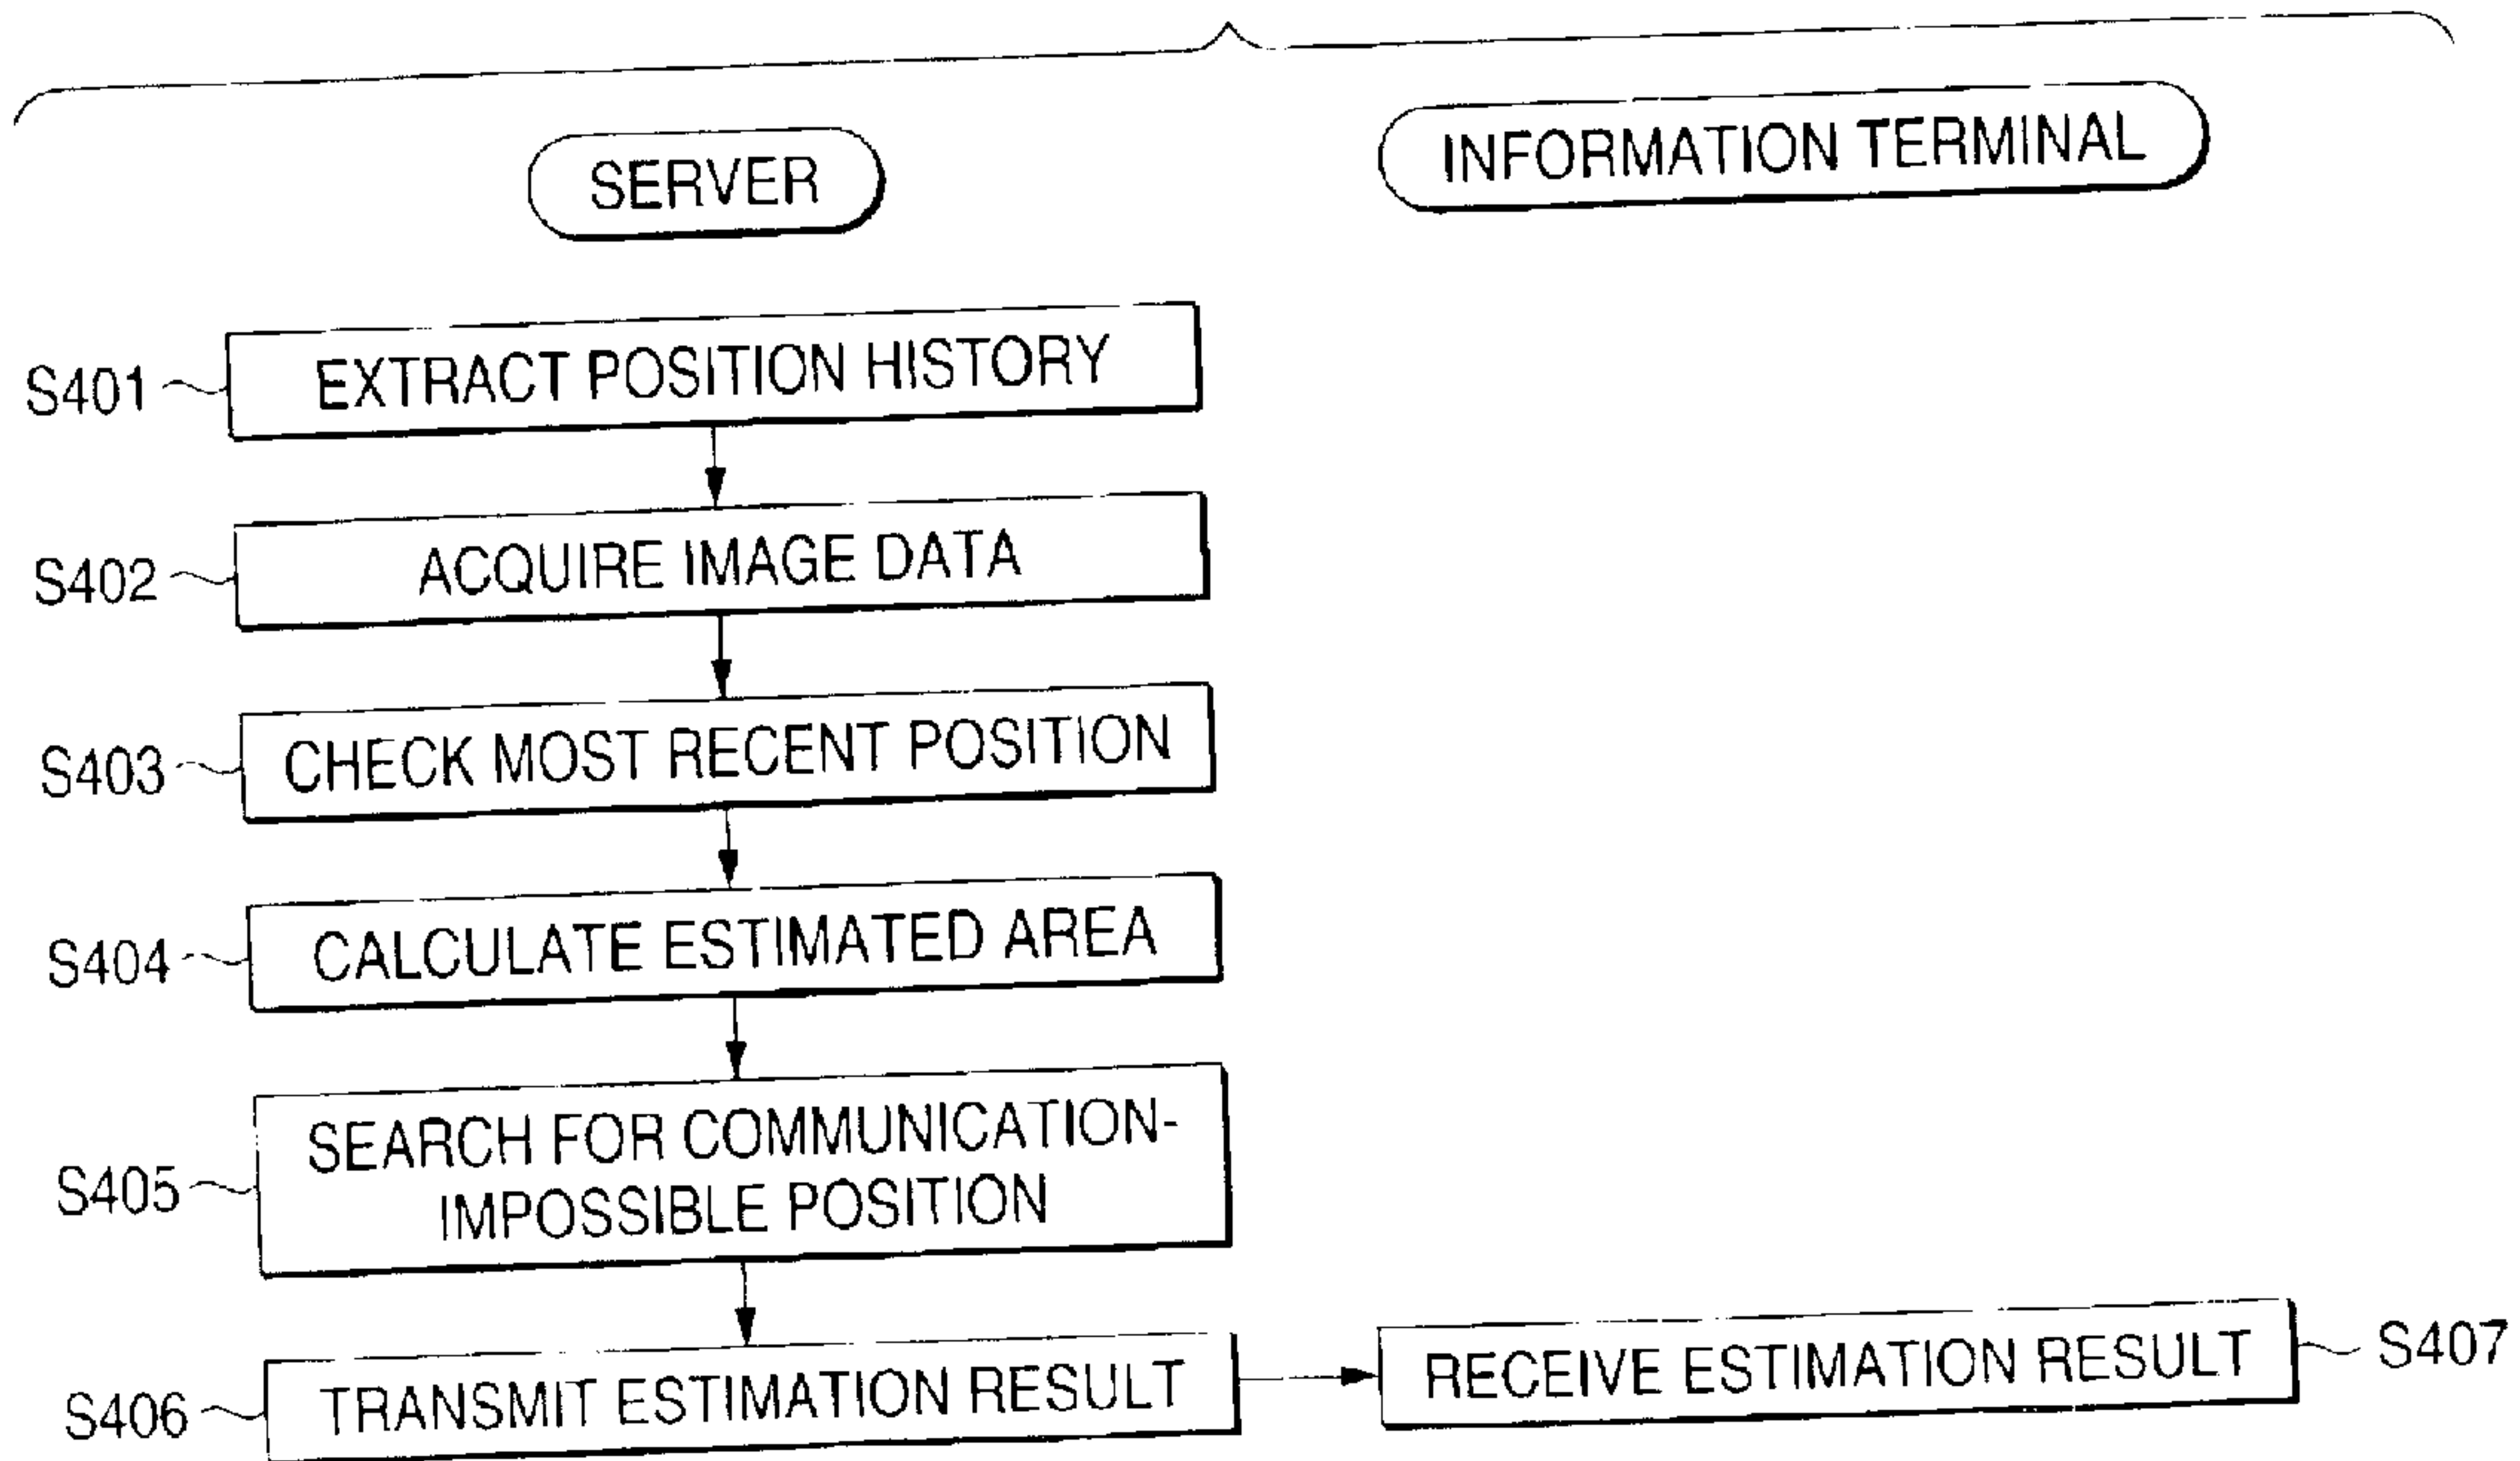 SERVER
INFORMATION TERMINAL
S401
EXTRACT POSITION HISTORY
S402
ACQUIRE IMAGE DATA
S403
CHECK MOST RECENT POSITION
S404
CALCULATE ESTIMATED AREA
S405
SEARCH FOR COMMUNICATION-
IMPOSSIBLE POSITION
S406
TRANSMIT ESTIMATION RESULT
RECEIVE ESTIMATION RESULT
S407